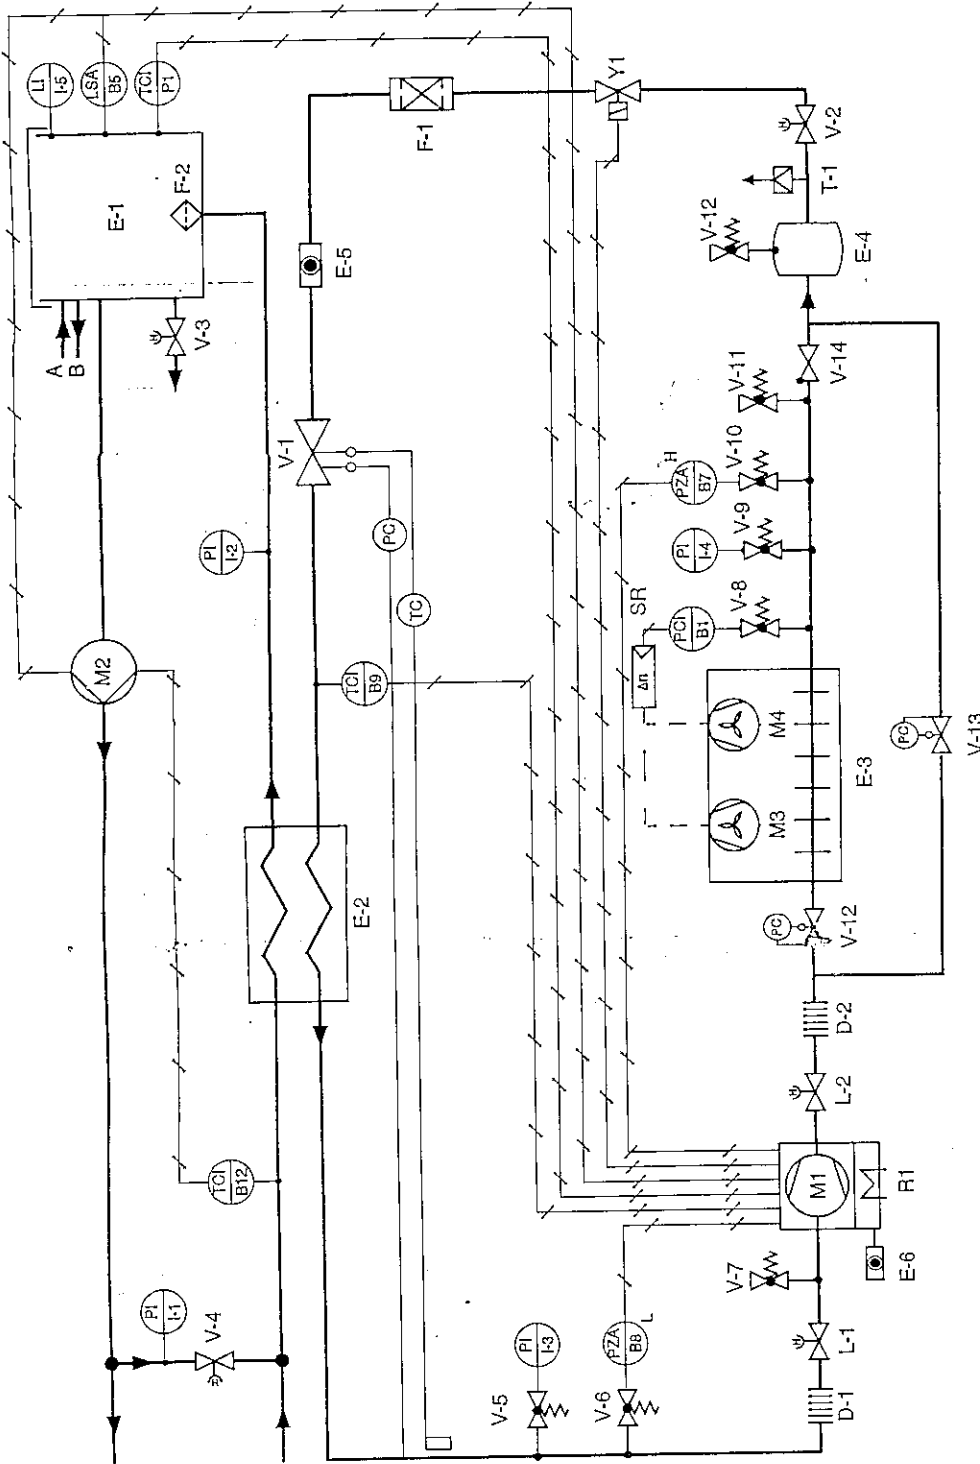 LI
I-5
LSA
B5
TCI
P1
E-1
F-2
A
B
V-3
M2
PI
I-2
F-1
Y1
V-2
T-1
V-12
E-4
E-5
V-1
PC
TC
TCI
B9
E-2
TCI
B12
PI
I-1
V-4
V-14
V-11
V-10
H
PZA
B7
V-9
PI
I-4
SR
V-8
PCI
B1
Δn
M4
M3
E-3
PC
V-13
PC
V-12
D-2
L-2
M1
R1
E-6
V-7
L-1
D-1
PZA
B8
L
V-6
PI
I-3
V-5